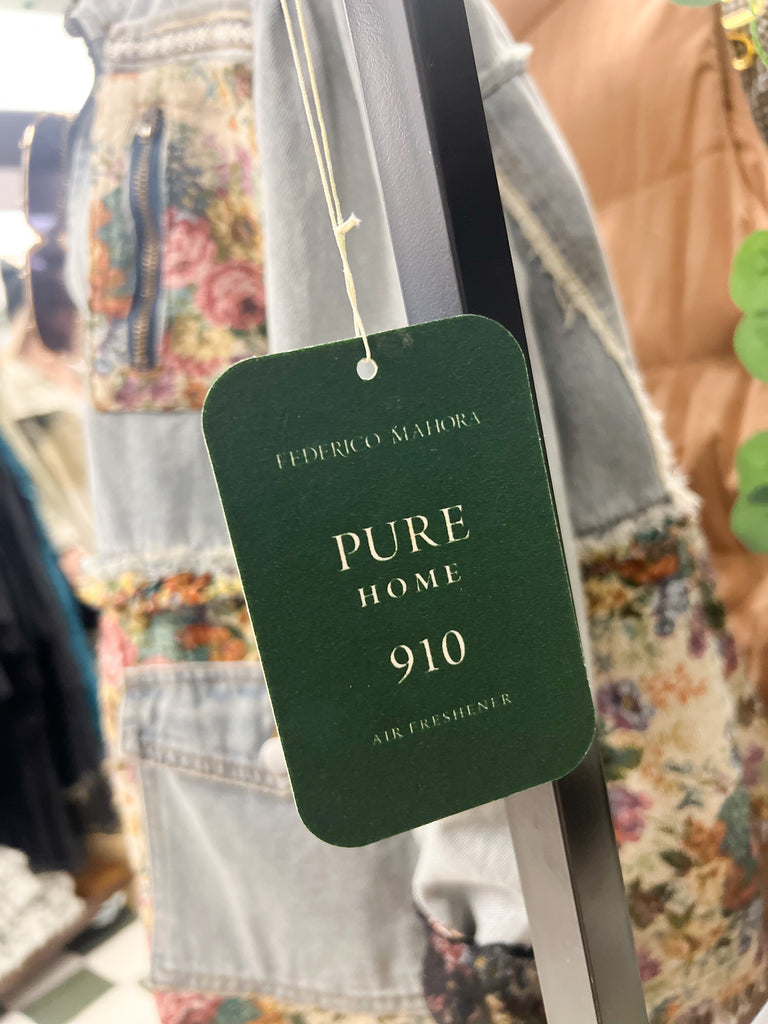 FEDERICO MAHORA
PURE
HOME
910
AIR FRESHENER